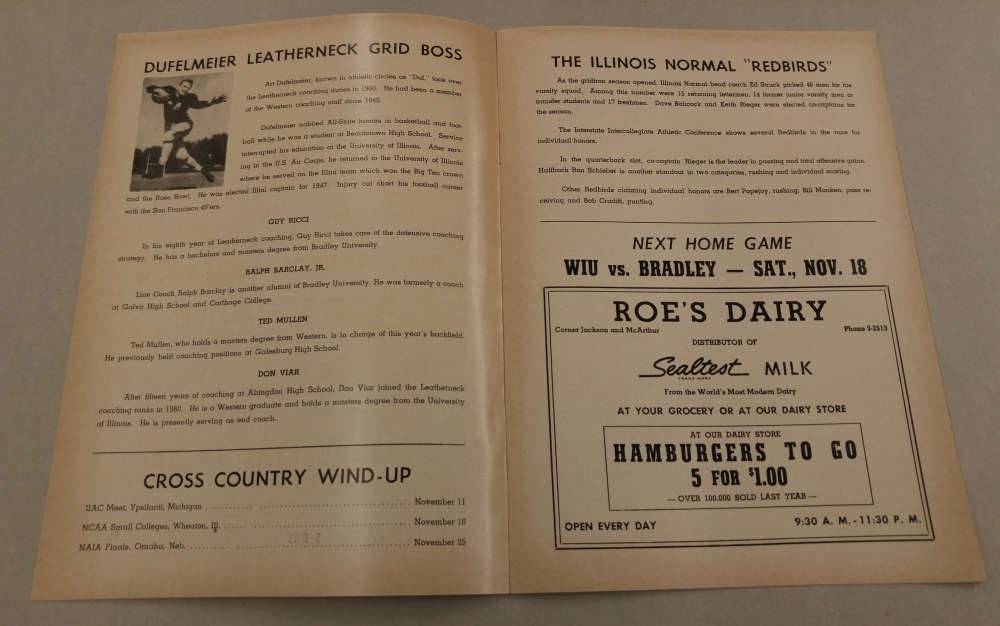 DUFELMEIER LEATHERNECK GRID BOSS
Art Dufelmeier, known in athletic circles as "Duf," took over
the Leatherneck coaching duties in 1960. He had been a member
of the Western coaching staff since 1949.
Dufelmeier nabbed All-State honors in basketball and foot-
ball while he was a student at Beardstown High School. Service
interrupted his education at the University of Illinois. After serv-
ing in the U.S. Air Corps, he returned to the University of Illinois
where he served on the Illini team which won the Big Ten crown
and the Rose Bowl. He was elected Illini captain for 1947. Injury cut short his football career
with the San Francisco 49'ers.
GUY RICCI
In his eighth year of Leatherneck coaching, Guy Ricci takes care of the defensive coaching
strategy. He has a bachelors and masters degree from Bradley University.
RALPH BARCLAY, JR.
Line Coach Ralph Barclay is another alumni of Bradley University. He was formerly a coach
at Galva High School and Carthage College.
TED MULLEN
Ted Mullen, who holds a masters degree from Western, is in charge of this year's backfield.
He previously held coaching positions at Galesburg High School.
DON VIAR
After fifteen years of coaching at Abingdon High School, Don Viar joined the Leatherneck
coaching ranks in 1960. He is a Western graduate and holds a masters degree from the University
of Illinois. He is presently serving as end coach.
CROSS COUNTRY WIND-UP
IIAC Meet, Ypsilanti, Michigan ........ November 11
NCAA Small Colleges, Wheaton, Ill. ........ November 18
NAIA Finals, Omaha, Neb. ........ November 25
THE ILLINOIS NORMAL "REDBIRDS"
As the gridiron season opened, Illinois Normal head coach Ed Struck picked 46 men for his
varsity squad. Among this number were 15 returning lettermen, 14 former junior varsity men or
transfer students and 17 freshmen. Dave Babcock and Keith Rieger were elected co-captains for
the season.
The Interstate Intercollegiate Athletic Conference shows several Redbirds in the race for
individual honors.
In the quarterback slot, co-captain Rieger is the leader in passing and total offensive gains.
Halfback Ron Schieber is another standout in two categories, rushing and individual scoring.
Other Redbirds claiming individual honors are Bert Popejoy, rushing; Bill Monken, pass re-
ceiving and Bob Cradift, punting.
NEXT HOME GAME
WIU vs. BRADLEY — SAT., NOV. 18
ROE'S DAIRY
Corner Jackson and McArthur Phone 3-2313
DISTRIBUTOR OF
Sealtest MILK
TRADE MARK
From the World's Most Modern Dairy
AT YOUR GROCERY OR AT OUR DAIRY STORE
AT OUR DAIRY STORE
HAMBURGERS TO GO
5 FOR $1.00
— OVER 100,000 SOLD LAST YEAR —
OPEN EVERY DAY 9:30 A. M. - 11:30 P. M.